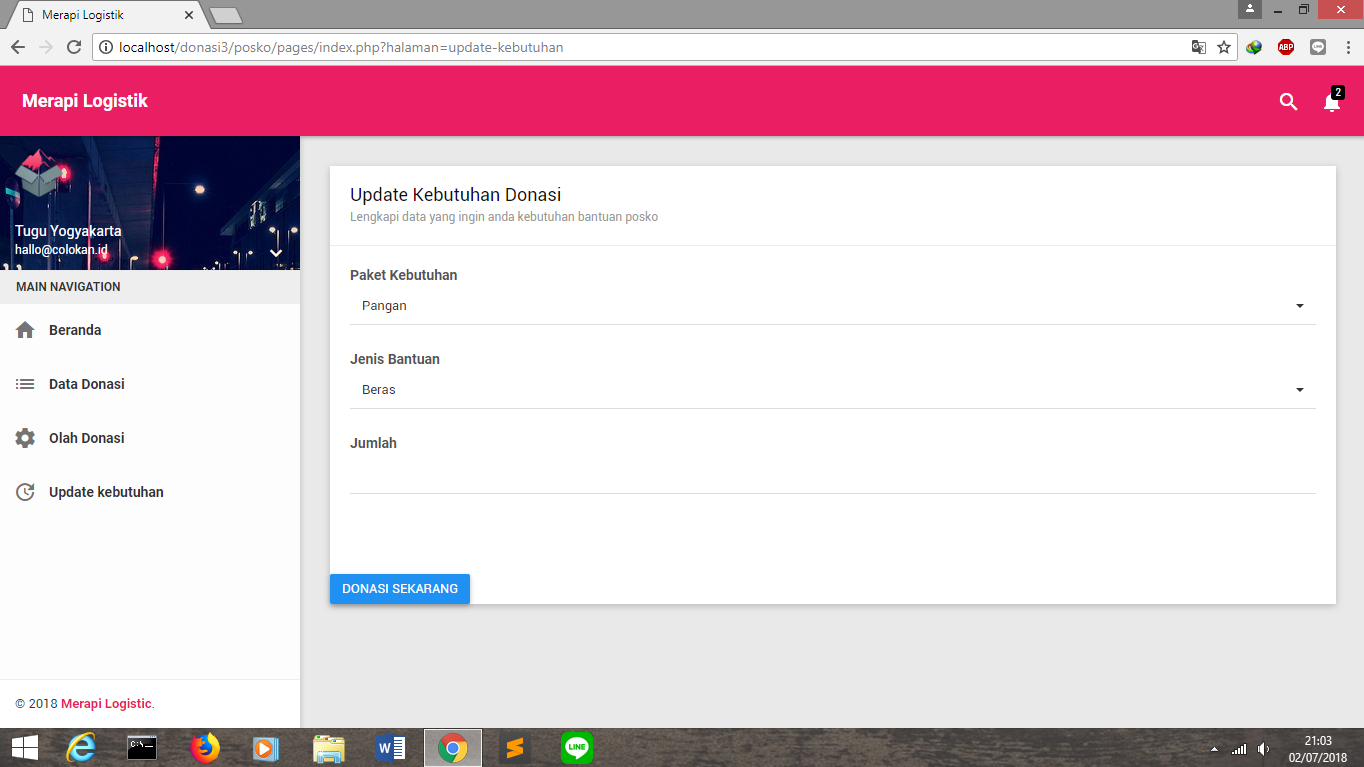 Merapi Logistik
localhost/donasi3/posko/pages/index.php?halaman=update-kebutuhan
ABP
Merapi Logistik
2
Tugu Yogyakarta
hallo@colokan.id
MAIN NAVIGATION
Beranda
Data Donasi
Olah Donasi
Update kebutuhan
© 2018 Merapi Logistic.
Update Kebutuhan Donasi
Lengkapi data yang ingin anda kebutuhan bantuan posko
Paket Kebutuhan
Pangan
Jenis Bantuan
Beras
Jumlah
DONASI SEKARANG
C:\
W
LINE
21:03
02/07/2018